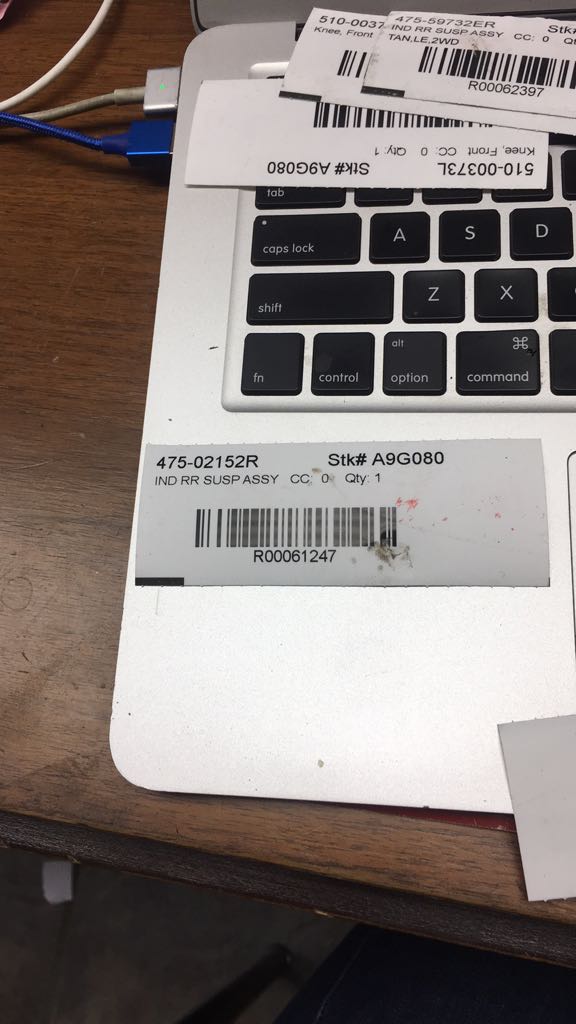 510-0037
Knee, Front
475-59732ER
IND RR SUSP ASSY CC: 0
TAN,LE,2WD
R00062397
510-00373L
Stk# A9G080
Knee, Front CC: 0 Qty: 1
tab
caps lock
A
S
D
shift
Z
X
fn
control
alt
option
⌘
command
475-02152R Stk# A9G080
IND RR SUSP ASSY CC: 0 Qty: 1
R00061247